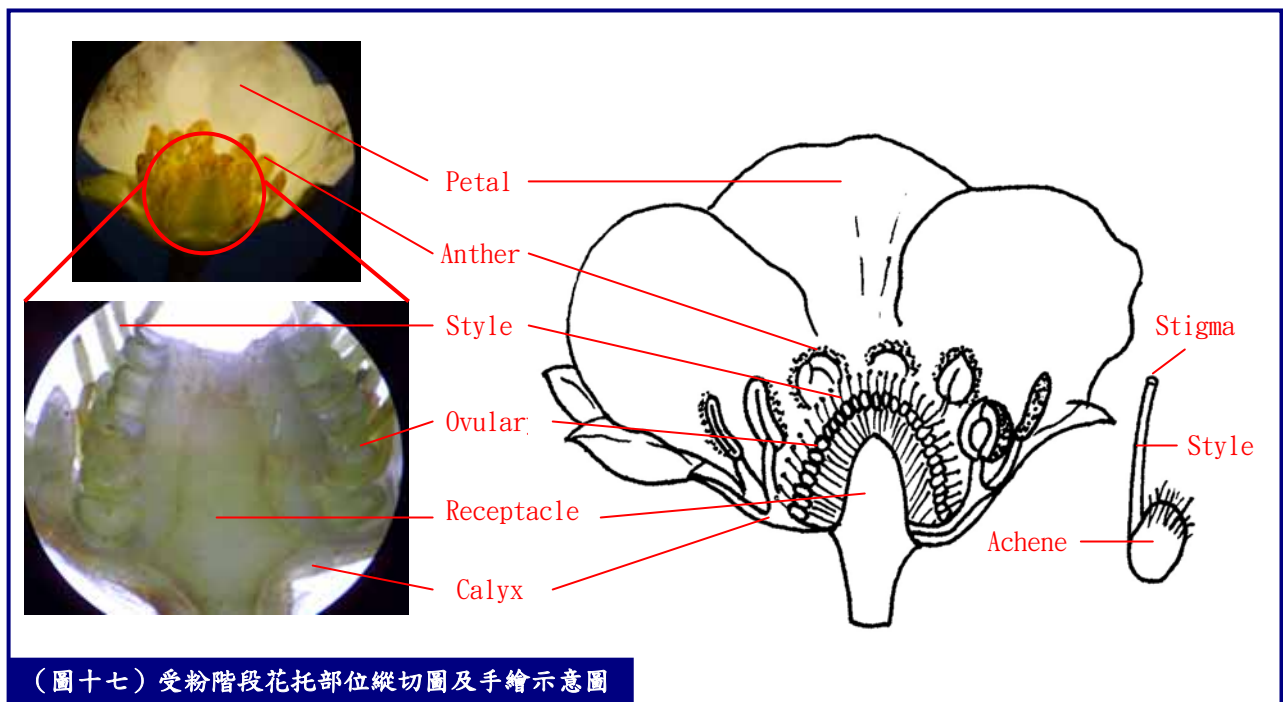 Petal
Anther
Style
Ovulary
Receptacle
Calyx
Stigma
Style
Achene
（圖十七）受粉階段花托部位縱切圖及手繪示意圖